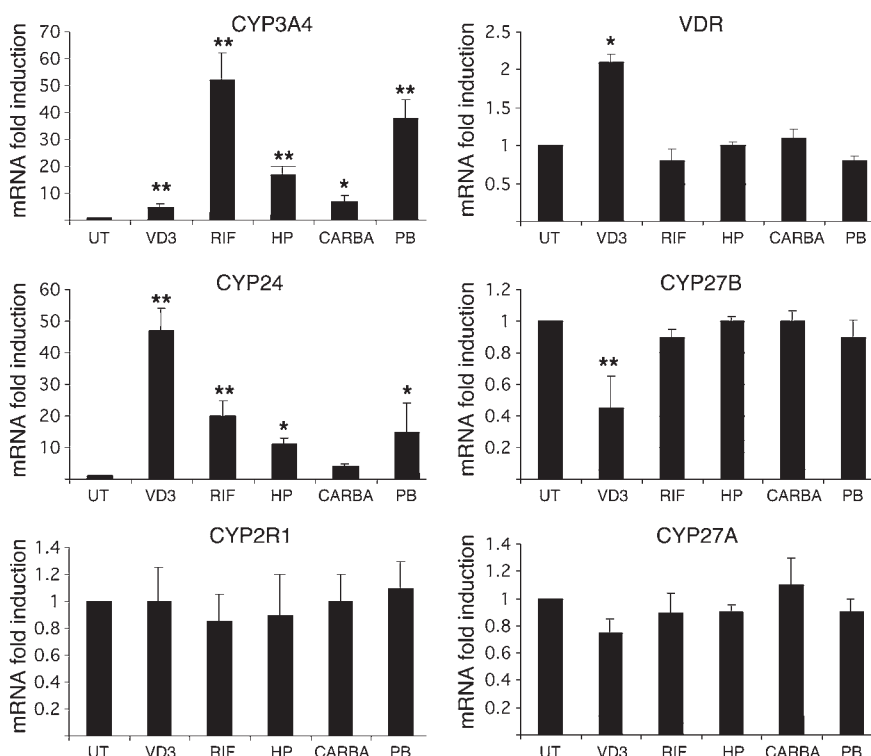 CYP3A4
mRNA fold induction
70
60
50
40
30
20
10
**
**
**
*
**
UT VD3 RIF HP CARBA PB
VDR
mRNA fold induction
2.5
2
1.5
1
0.5
*
UT VD3 RIF HP CARBA PB
CYP24
mRNA fold induction
60
50
40
30
20
10
**
**
*
*
UT VD3 RIF HP CARBA PB
CYP27B
mRNA fold induction
1.2
1
0.8
0.6
0.4
0.2
**
UT VD3 RIF HP CARBA PB
CYP2R1
mRNA fold induction
1.4
1.2
1
0.8
0.6
0.4
0.2
UT VD3 RIF HP CARBA PB
CYP27A
mRNA fold induction
1.4
1.2
1
0.8
0.6
0.4
0.2
UT VD3 RIF HP CARBA PB